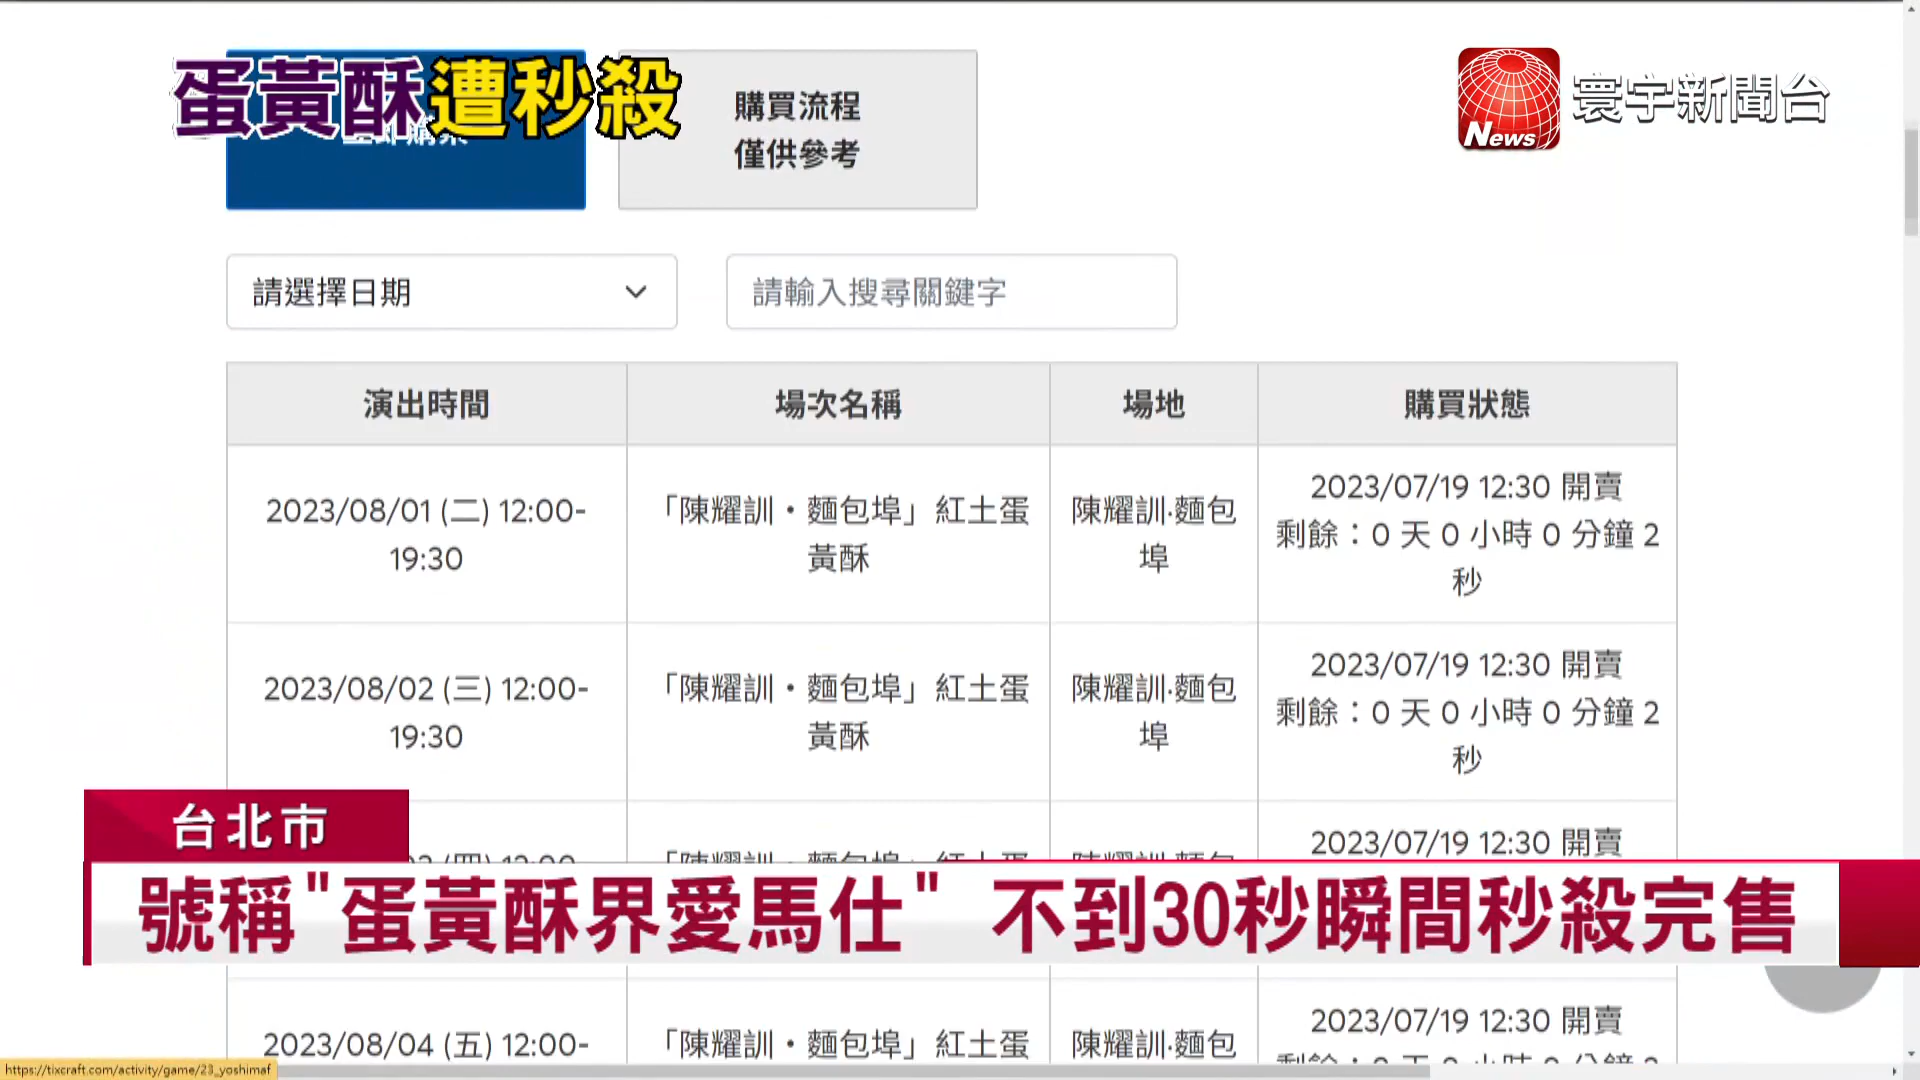 蛋黃酥遭秒殺
購買流程
僅供參考
News
寰宇新聞台
請選擇日期
請輸入搜尋關鍵字
演出時間 場次名稱 場地 購買狀態
2023/08/01 (二) 12:00-
19:30
「陳耀訓・麵包埠」紅土蛋
黃酥
陳耀訓·麵包
埠
2023/07/19 12:30 開賣
剩餘：0 天 0 小時 0 分鐘 2
秒
2023/08/02 (三) 12:00-
19:30
「陳耀訓・麵包埠」紅土蛋
黃酥
陳耀訓·麵包
埠
2023/07/19 12:30 開賣
剩餘：0 天 0 小時 0 分鐘 2
秒
2023/07/19 12:30 開賣
台北市
號稱"蛋黃酥界愛馬仕" 不到30秒瞬間秒殺完售
2023/08/04 (五) 12:00-
「陳耀訓・麵包埠」紅土蛋
陳耀訓·麵包
2023/07/19 12:30 開賣
https://tixcraft.com/activity/game/23_yoshimaf